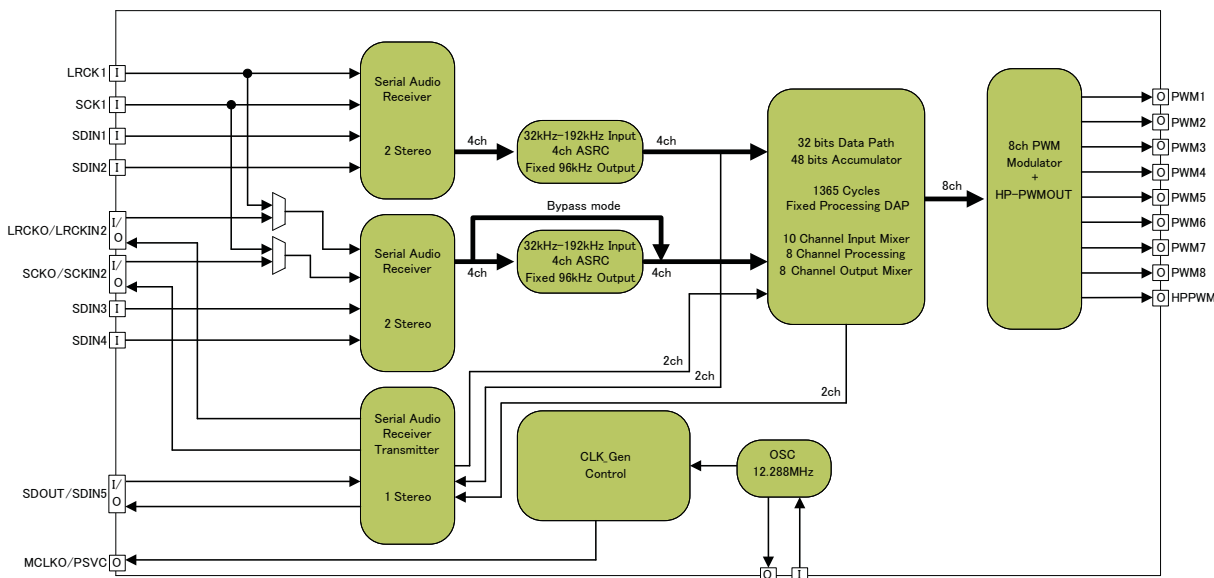 LRCK1
I
SCK1
I
SDIN1
I
SDIN2
I
LRCKO/LRCKIN2
I/
O
SCKO/SCKIN2
I/
O
SDIN3
I
SDIN4
I
SDOUT/SDIN5
I/
O
MCLKO/PSVC
O
Serial Audio
Receiver
2 Stereo
4ch
32kHz-192kHz Input
4ch ASRC
Fixed 96kHz Output
4ch
Serial Audio
Receiver
2 Stereo
Bypass mode
4ch
32kHz-192kHz Input
4ch ASRC
Fixed 96kHz Output
4ch
Serial Audio
Receiver
Transmitter
1 Stereo
2ch
2ch
2ch
CLK_Gen
Control
OSC
12.288MHz
O
I
32 bits Data Path
48 bits Accumulator
1365 Cycles
Fixed Processing DAP
10 Channel Input Mixer
8 Channel Processing
8 Channel Output Mixer
8ch
8ch PWM
Modulator
+
HP-PWMOUT
O
PWM1
O
PWM2
O
PWM3
O
PWM4
O
PWM5
O
PWM6
O
PWM7
O
PWM8
O
HPPWM